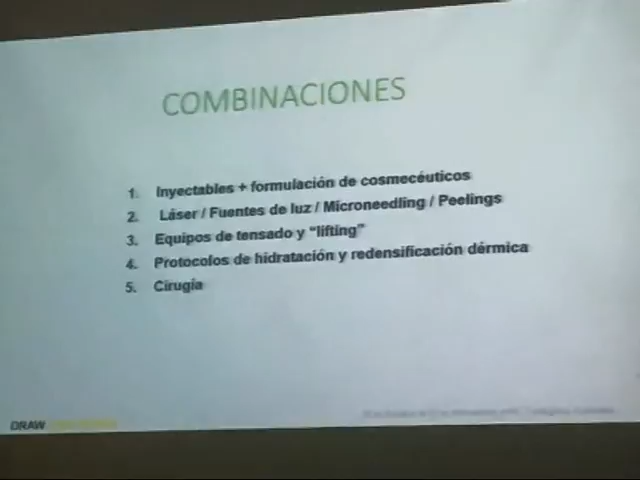 COMBINACIONES
1. Inyectables + formulación de cosmecéuticos
2. Láser / Fuentes de luz / Microneedling / Peelings
3. Equipos de tensado y “lifting”
4. Protocolos de hidratación y redensificación dérmica
5. Cirugía
DRAW